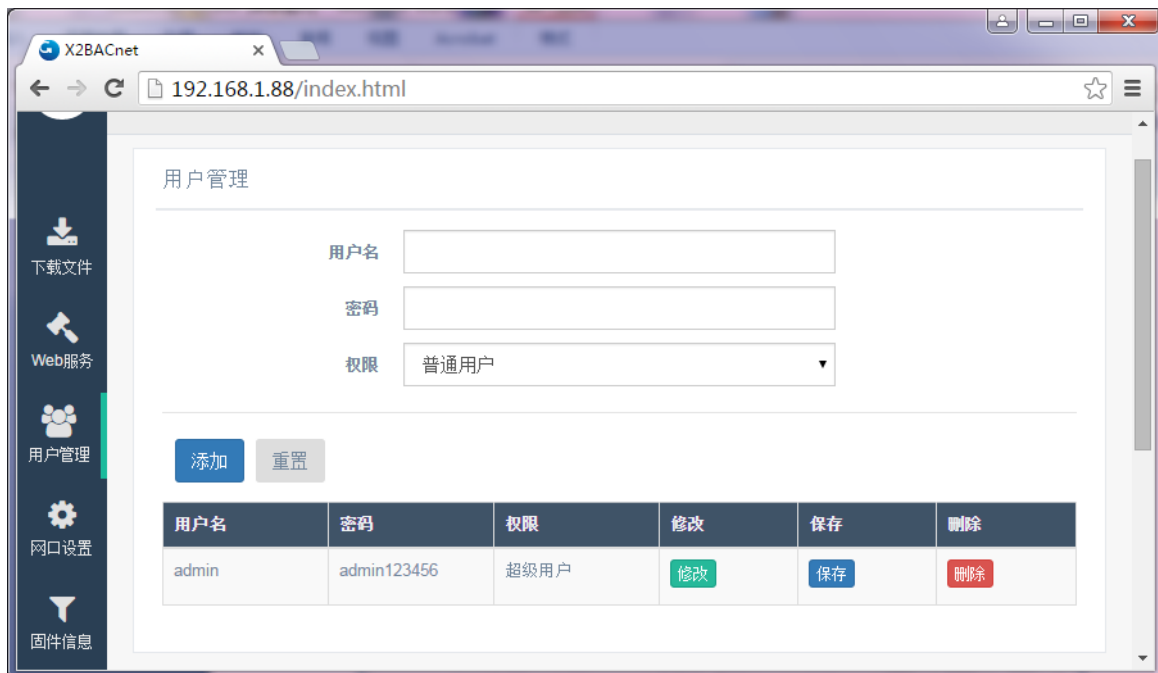 X2BACnet
192.168.1.88/index.html
用户管理
下载文件
Web服务
用户管理
网口设置
固件信息
用户名
密码
权限 普通用户
添加 重置
用户名 密码 权限 修改 保存 删除
admin admin123456 超级用户 修改 保存 删除